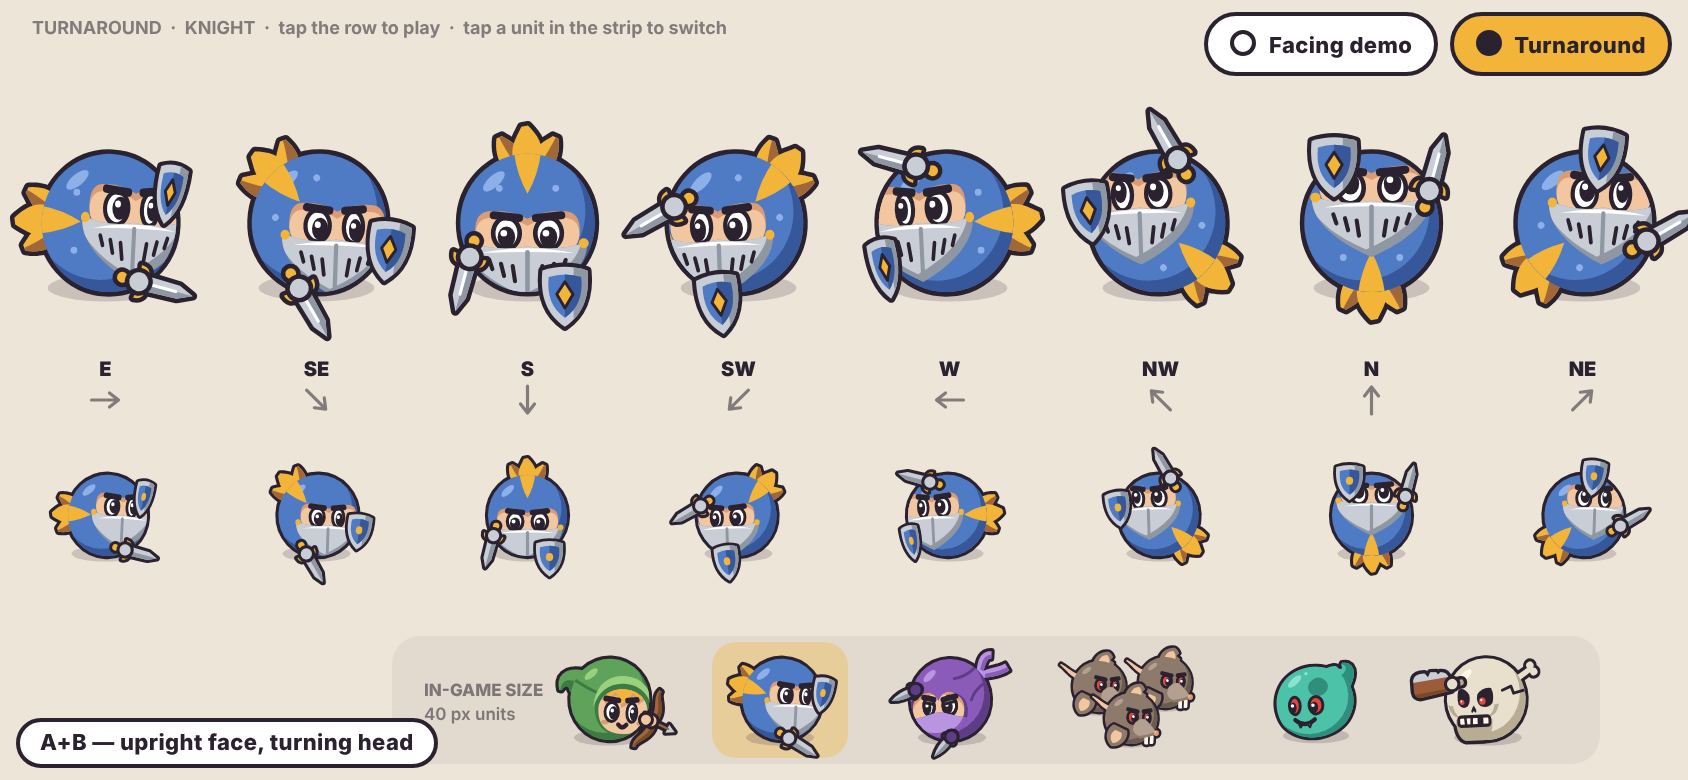 TURNAROUND · KNIGHT · tap the row to play · tap a unit in the strip to switch
Facing demo
Turnaround
E SE S SW W NW N NE
→ ↘ ↓ ↙ ← ↖ ↑ ↗
IN-GAME SIZE
40 px units
A+B — upright face, turning head